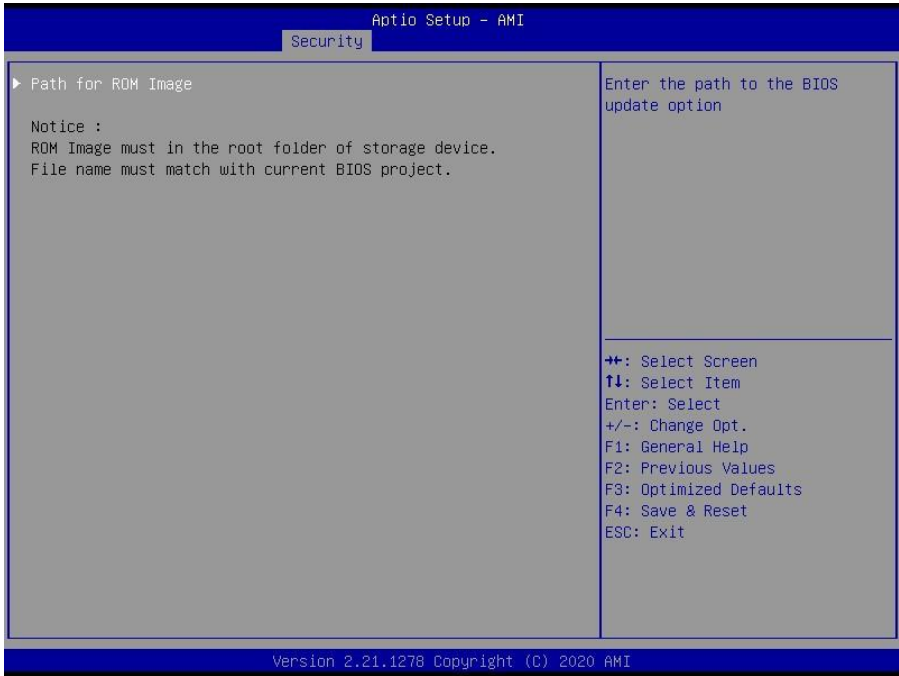 Aptio Setup - AMI
Security
Path for ROM Image
Notice :
ROM Image must in the root folder of storage device.
File name must match with current BIOS project.
Enter the path to the BIOS
update option
→←: Select Screen
↑↓: Select Item
Enter: Select
+/-: Change Opt.
F1: General Help
F2: Previous Values
F3: Optimized Defaults
F4: Save & Reset
ESC: Exit
Version 2.21.1278 Copyright (C) 2020 AMI